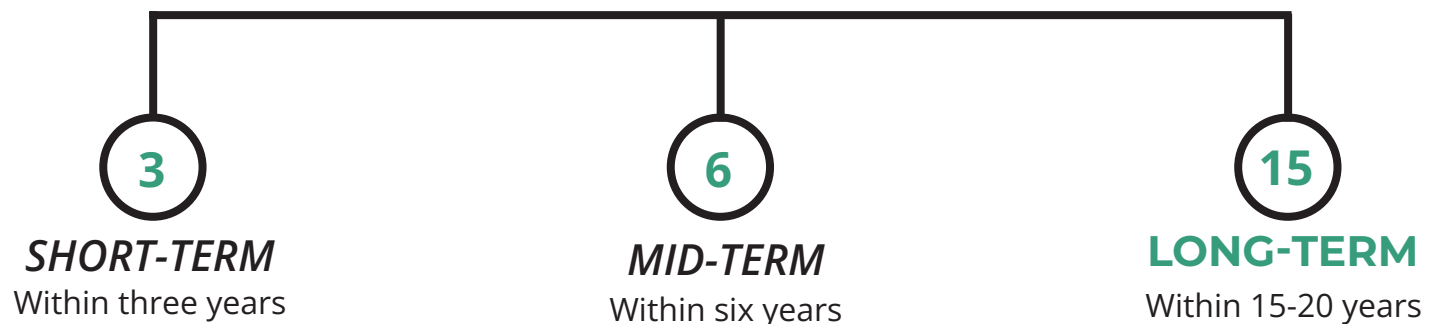 3
SHORT-TERM
Within three years
6
MID-TERM
Within six years
15
LONG-TERM
Within 15-20 years